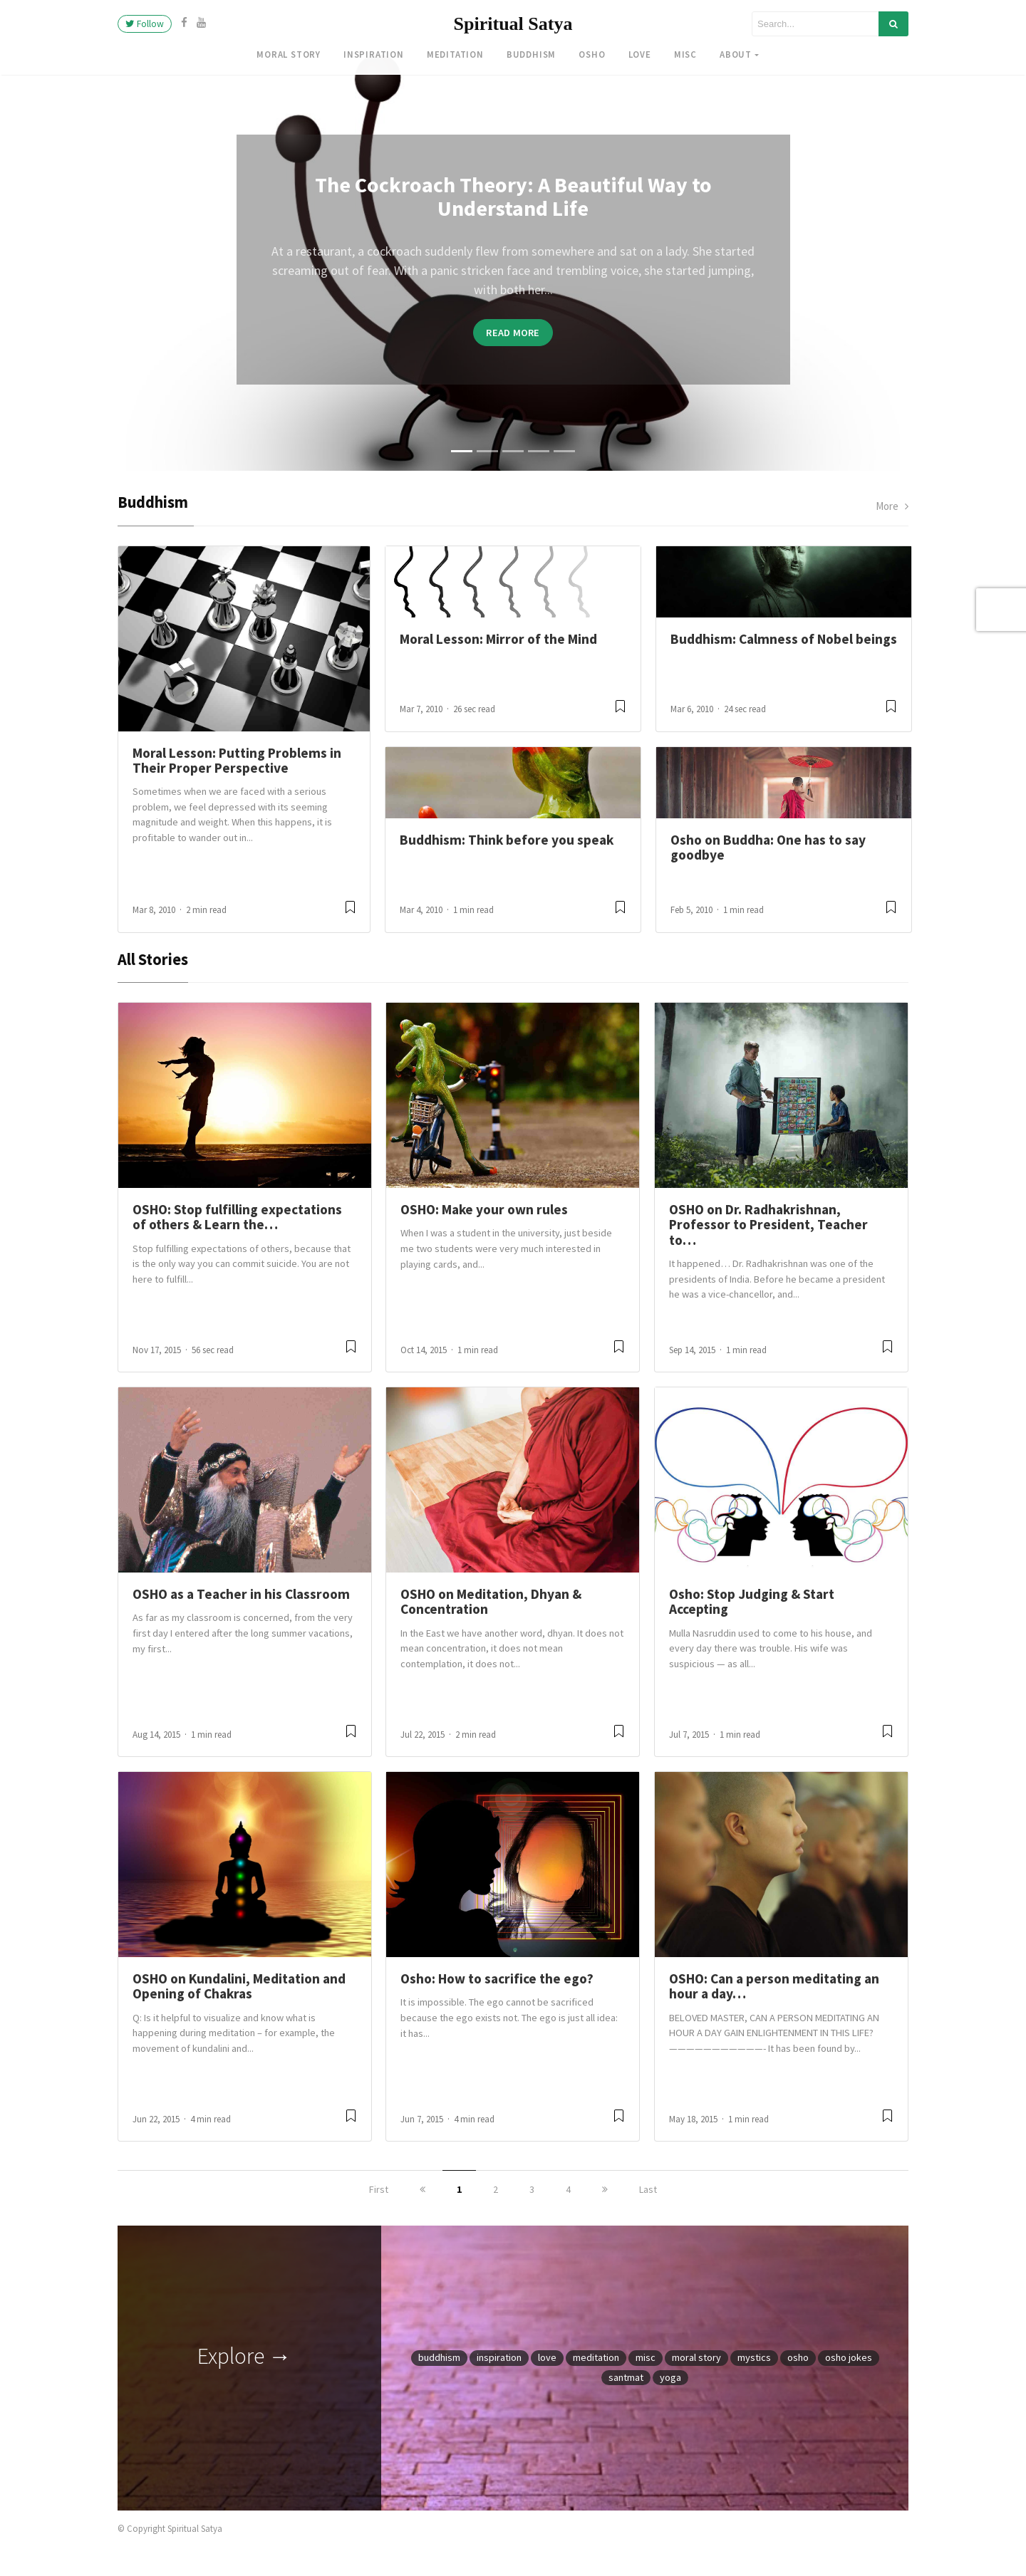 Follow
Spiritual Satya
Search...
MORAL STORY
INSPIRATION
MEDITATION
BUDDHISM
OSHO
LOVE
MISC
ABOUT
The Cockroach Theory: A Beautiful Way to
Understand Life
At a restaurant, a cockroach suddenly flew from somewhere and sat on a lady. She started
screaming out of fear. With a panic stricken face and trembling voice, she started jumping,
with both her...
READ MORE
Buddhism
More
Moral Lesson: Putting Problems in
Their Proper Perspective
Sometimes when we are faced with a serious
problem, we feel depressed with its seeming
magnitude and weight. When this happens, it is
profitable to wander out in...
Mar 8, 2010 · 2 min read
Moral Lesson: Mirror of the Mind
Mar 7, 2010 · 26 sec read
Buddhism: Calmness of Nobel beings
Mar 6, 2010 · 24 sec read
Buddhism: Think before you speak
Mar 4, 2010 · 1 min read
Osho on Buddha: One has to say
goodbye
Feb 5, 2010 · 1 min read
All Stories
OSHO: Stop fulfilling expectations
of others & Learn the…
Stop fulfilling expectations of others, because that
is the only way you can commit suicide. You are not
here to fulfill...
Nov 17, 2015 · 56 sec read
OSHO: Make your own rules
When I was a student in the university, just beside
me two students were very much interested in
playing cards, and...
Oct 14, 2015 · 1 min read
OSHO on Dr. Radhakrishnan,
Professor to President, Teacher
to…
It happened… Dr. Radhakrishnan was one of the
presidents of India. Before he became a president
he was a vice-chancellor, and...
Sep 14, 2015 · 1 min read
OSHO as a Teacher in his Classroom
As far as my classroom is concerned, from the very
first day I entered after the long summer vacations,
my first...
Aug 14, 2015 · 1 min read
OSHO on Meditation, Dhyan &
Concentration
In the East we have another word, dhyan. It does not
mean concentration, it does not mean
contemplation, it does not...
Jul 22, 2015 · 2 min read
Osho: Stop Judging & Start
Accepting
Mulla Nasruddin used to come to his house, and
every day there was trouble. His wife was
suspicious — as all...
Jul 7, 2015 · 1 min read
OSHO on Kundalini, Meditation and
Opening of Chakras
Q: Is it helpful to visualize and know what is
happening during meditation – for example, the
movement of kundalini and...
Jun 22, 2015 · 4 min read
Osho: How to sacrifice the ego?
It is impossible. The ego cannot be sacrificed
because the ego exists not. The ego is just all idea:
it has...
Jun 7, 2015 · 4 min read
OSHO: Can a person meditating an
hour a day…
BELOVED MASTER, CAN A PERSON MEDITATING AN
HOUR A DAY GAIN ENLIGHTENMENT IN THIS LIFE?
———————————- It has been found by...
May 18, 2015 · 1 min read
First « 1 2 3 4 » Last
Explore →
buddhism inspiration love meditation misc moral story mystics osho osho jokes
santmat yoga
© Copyright Spiritual Satya